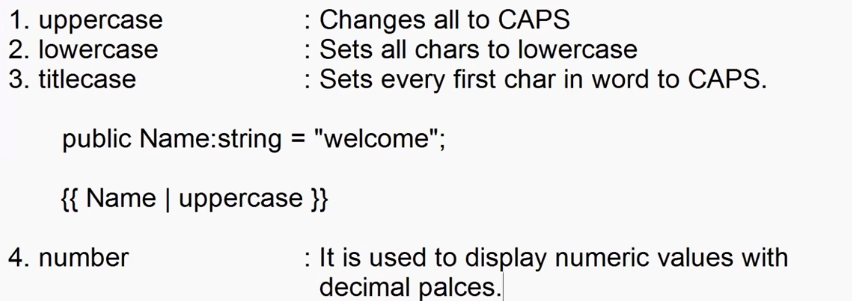 1. uppercase : Changes all to CAPS
2. lowercase : Sets all chars to lowercase
3. titlecase : Sets every first char in word to CAPS.
public Name:string = "welcome";
{{ Name | uppercase }}
4. number : It is used to display numeric values with
decimal palces.